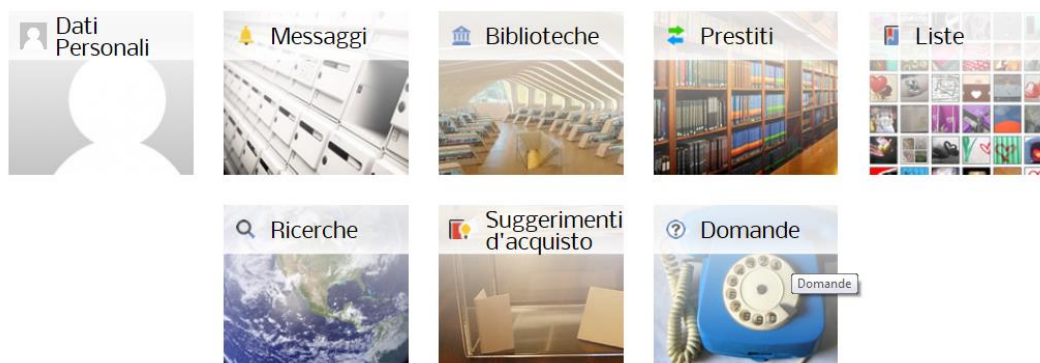 Dati
Personali
Messaggi
Biblioteche
Prestiti
Liste
Ricerche
Suggerimenti
d'acquisto
Domande
Domande